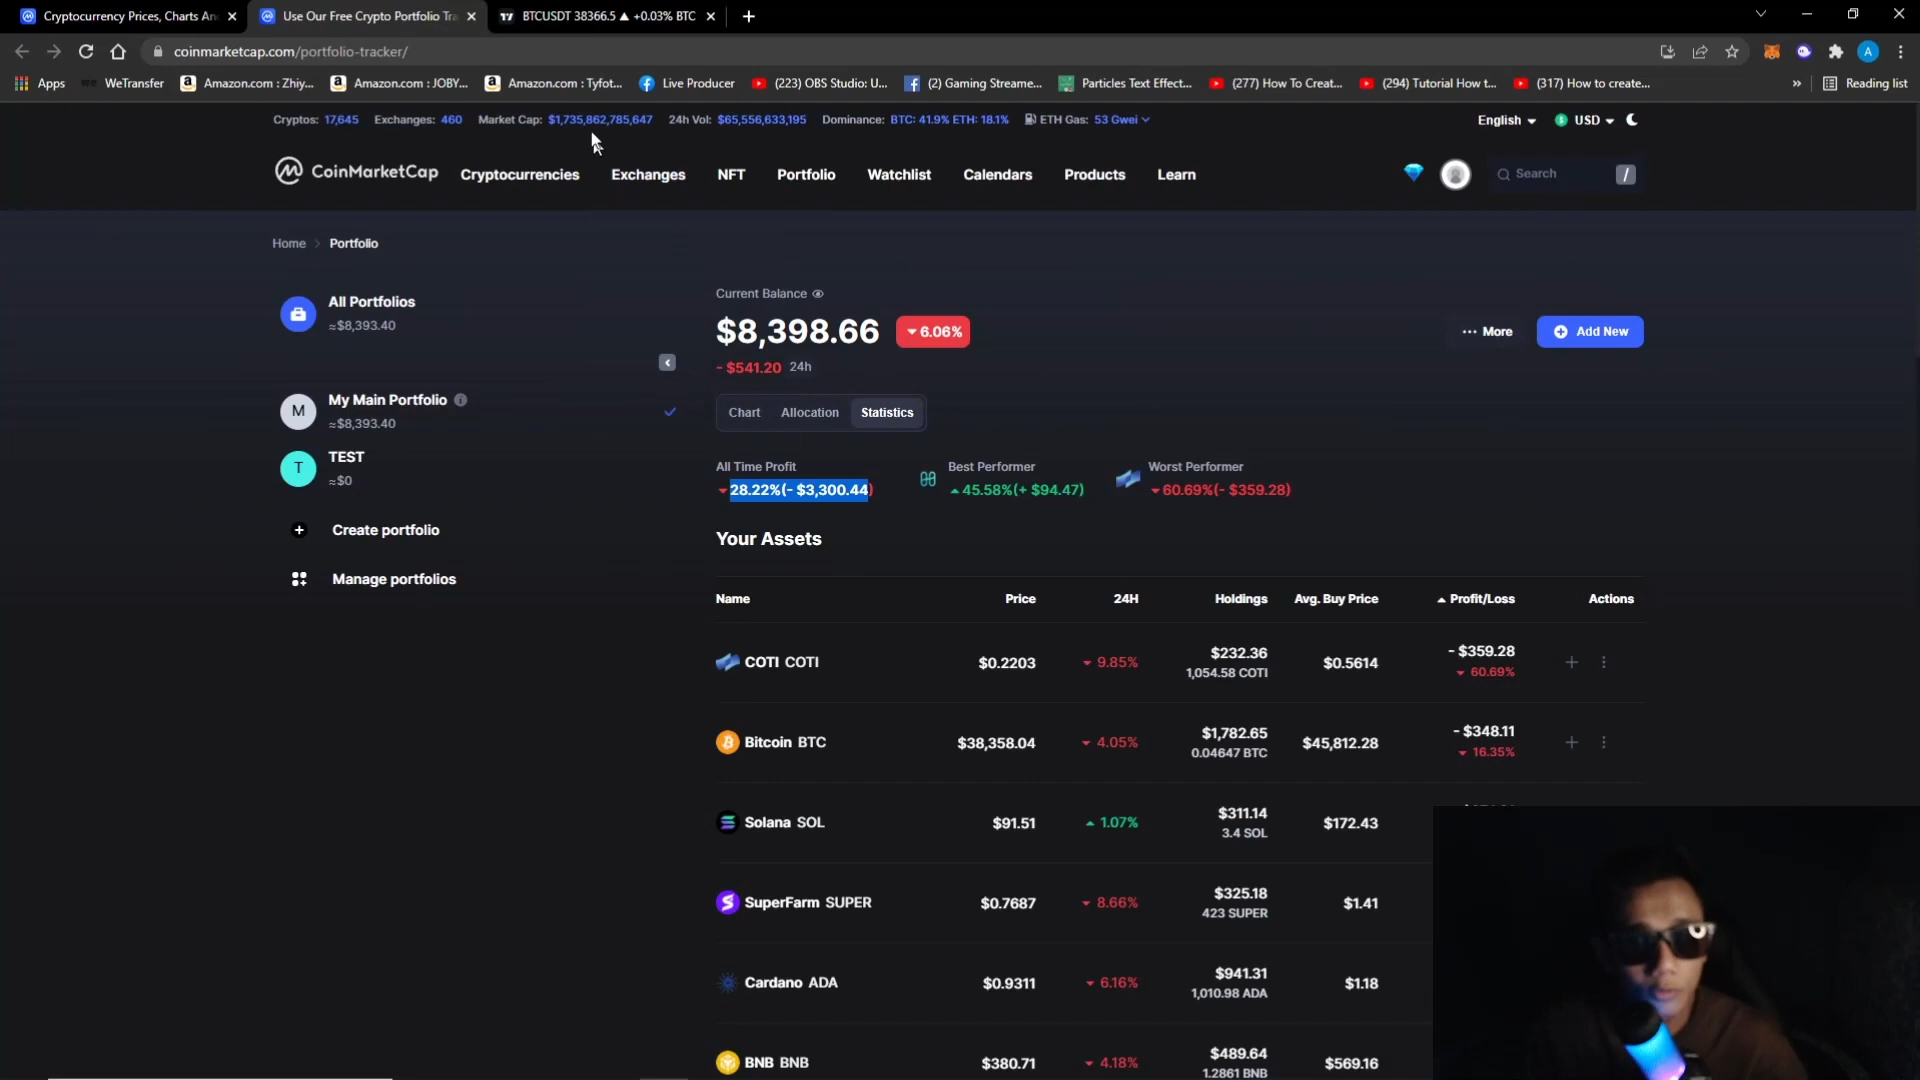 Cryptocurrency Prices, Charts An
Use Our Free Crypto Portfolio Tra
BTCUSDT 38366.5 ▲ +0.03% BTC
coinmarketcap.com/portfolio-tracker/
A
Apps
WeTransfer
Amazon.com : Zhiy...
Amazon.com : JOBY...
Amazon.com : Tyfot...
Live Producer
(223) OBS Studio: U...
(2) Gaming Streame...
Particles Text Effect...
(277) How To Creat...
(294) Tutorial How t...
(317) How to create...
»
Reading list
Cryptos: 17,645 Exchanges: 460 Market Cap: $1,735,862,785,647 24h Vol: $65,556,633,195 Dominance: BTC: 41.9% ETH: 18.1% ETH Gas: 53 Gwei
English
USD
CoinMarketCap
Cryptocurrencies
Exchanges
NFT
Portfolio
Watchlist
Calendars
Products
Learn
Search
/
Home > Portfolio
All Portfolios
≈$8,393.40
M
My Main Portfolio
≈$8,393.40
T
TEST
≈$0
Create portfolio
Manage portfolios
Current Balance
$8,398.66
6.06%
- $541.20 24h
More
Add New
Chart
Allocation
Statistics
All Time Profit
28.22%(- $3,300.44)
Best Performer
45.58%(+ $94.47)
Worst Performer
60.69%(- $359.28)
Your Assets
Name Price 24H Holdings Avg. Buy Price Profit/Loss Actions
COTI COTI $0.2203 9.85% $232.36 $0.5614 - $359.28
1,054.58 COTI 60.69%
Bitcoin BTC $38,358.04 4.05% $1,782.65 $45,812.28 - $348.11
0.04647 BTC 16.35%
Solana SOL $91.51 1.07% $311.14 $172.43
3.4 SOL
SuperFarm SUPER $0.7687 8.66% $325.18 $1.41
423 SUPER
Cardano ADA $0.9311 6.16% $941.31 $1.18
1,010.98 ADA
BNB BNB $380.71 4.18% $489.64 $569.16
1.2861 BNB